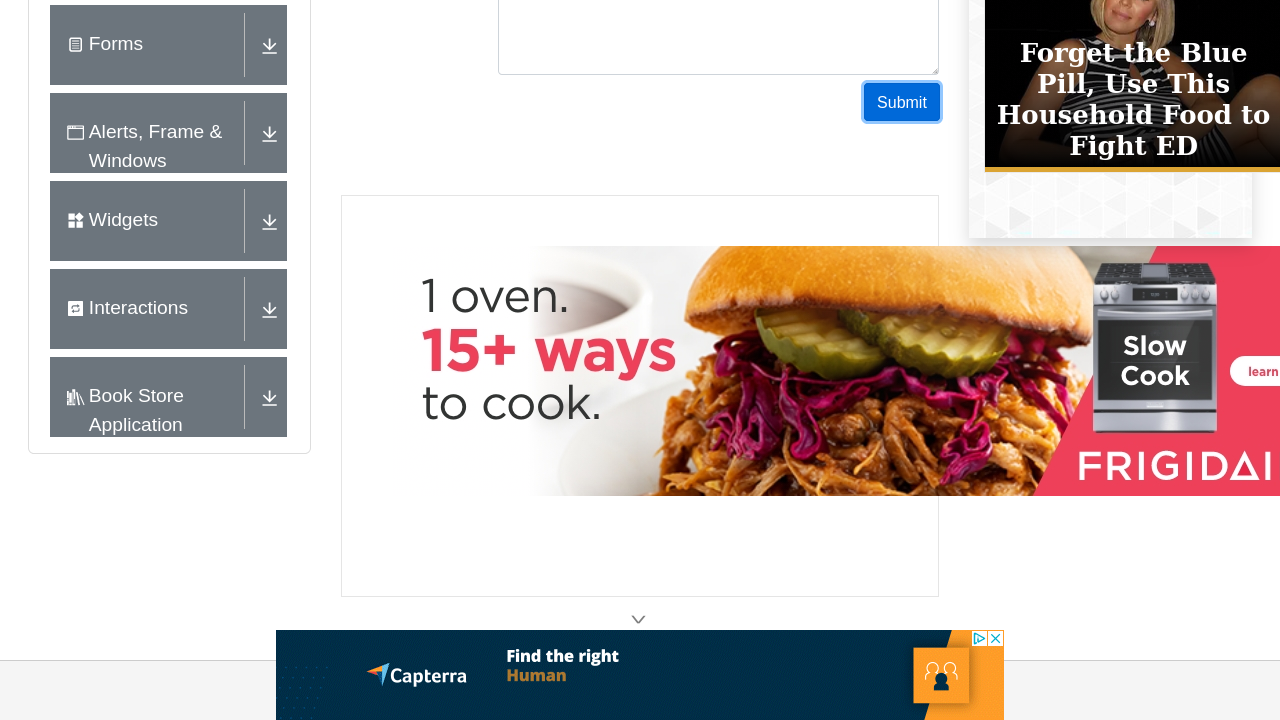 Forms
Alerts, Frame &
Windows
Widgets
Interactions
Book Store
Application
Submit
Forget the Blue
Pill, Use This
Household Food to
Fight ED
1 oven.
15+ ways
to cook.
Slow
Cook
learn
FRIGIDAI
Capterra
Find the right
Human